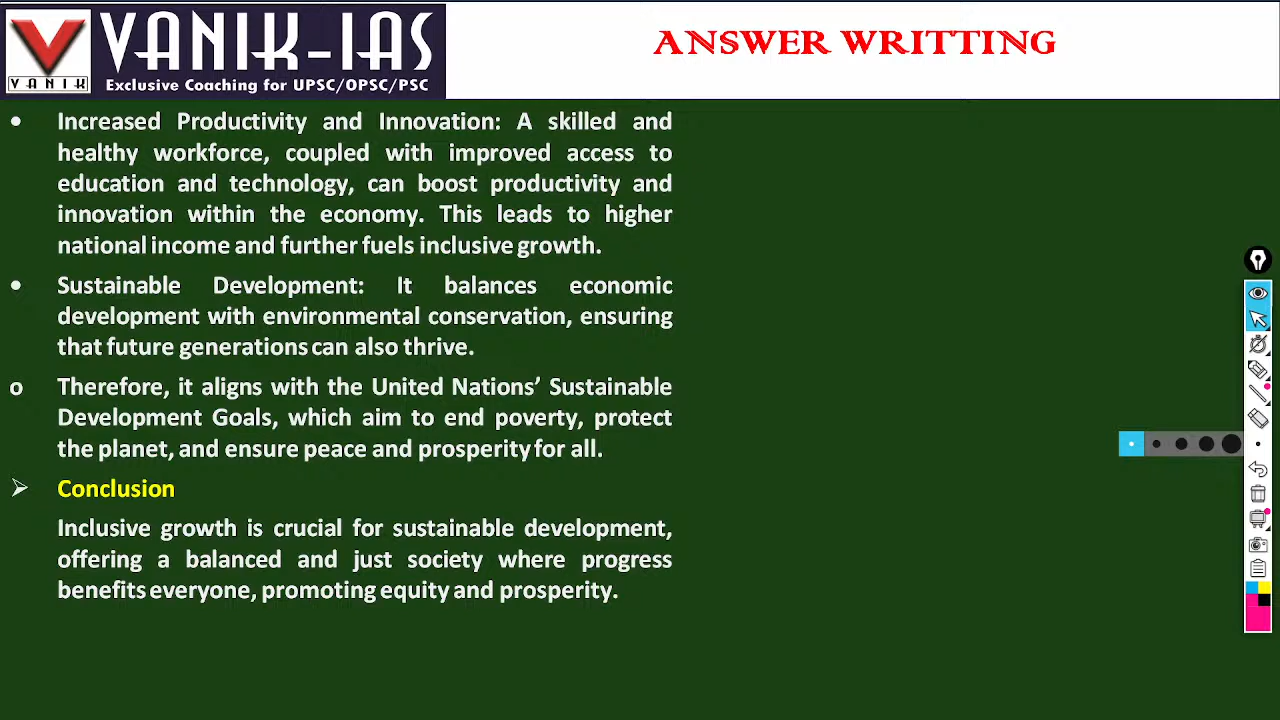 VANIK-IAS
VANIK
Exclusive Coaching for UPSC/OPSC/PSC
ANSWER WRITTING
• Increased Productivity and Innovation: A skilled and
healthy workforce, coupled with improved access to
education and technology, can boost productivity and
innovation within the economy. This leads to higher
national income and further fuels inclusive growth.
• Sustainable Development: It balances economic
development with environmental conservation, ensuring
that future generations can also thrive.
o Therefore, it aligns with the United Nations’ Sustainable
Development Goals, which aim to end poverty, protect
the planet, and ensure peace and prosperity for all.
➢ Conclusion
Inclusive growth is crucial for sustainable development,
offering a balanced and just society where progress
benefits everyone, promoting equity and prosperity.